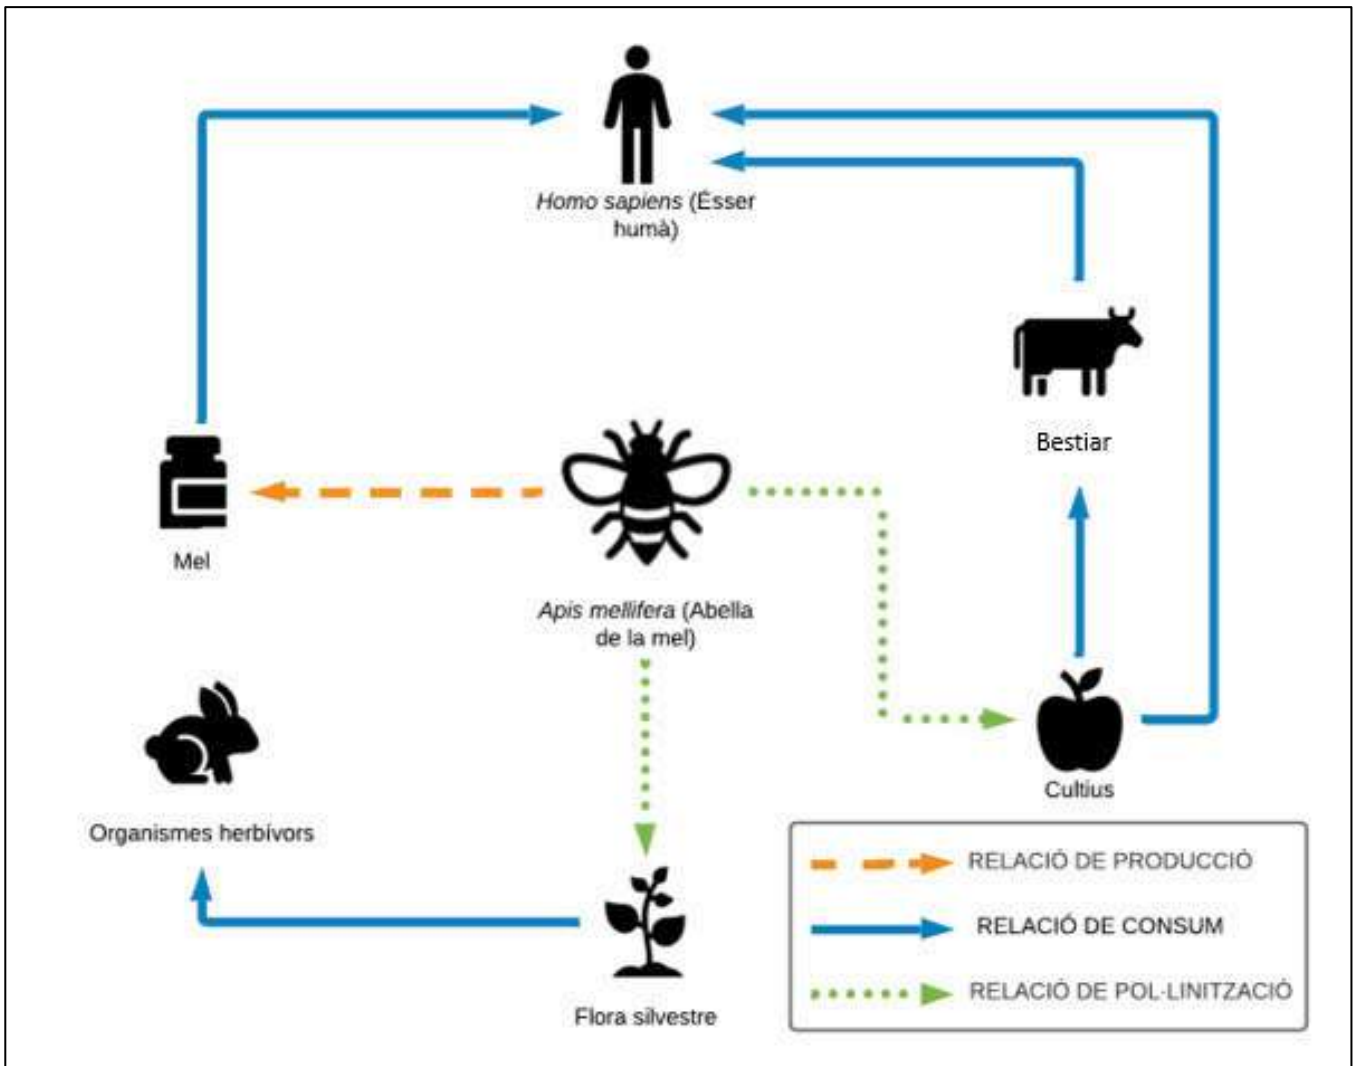 Homo sapiens (Ésser
humà)
Bestiar
Mel
Apis mellifera (Abella
de la mel)
Organismes herbívors
Cultius
RELACIÓ DE PRODUCCIÓ
RELACIÓ DE CONSUM
RELACIÓ DE POL·LINITZACIÓ
Flora silvestre